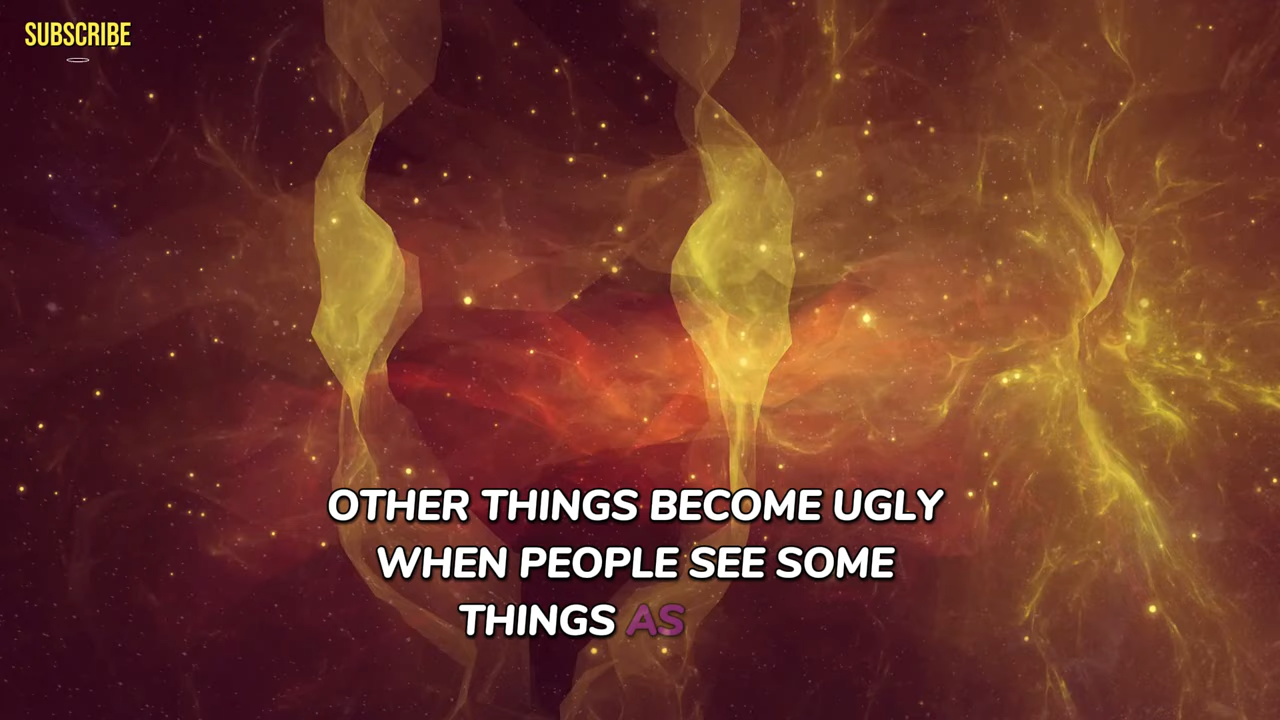 SUBSCRIBE
OTHER THINGS BECOME UGLY
WHEN PEOPLE SEE SOME
THINGS AS